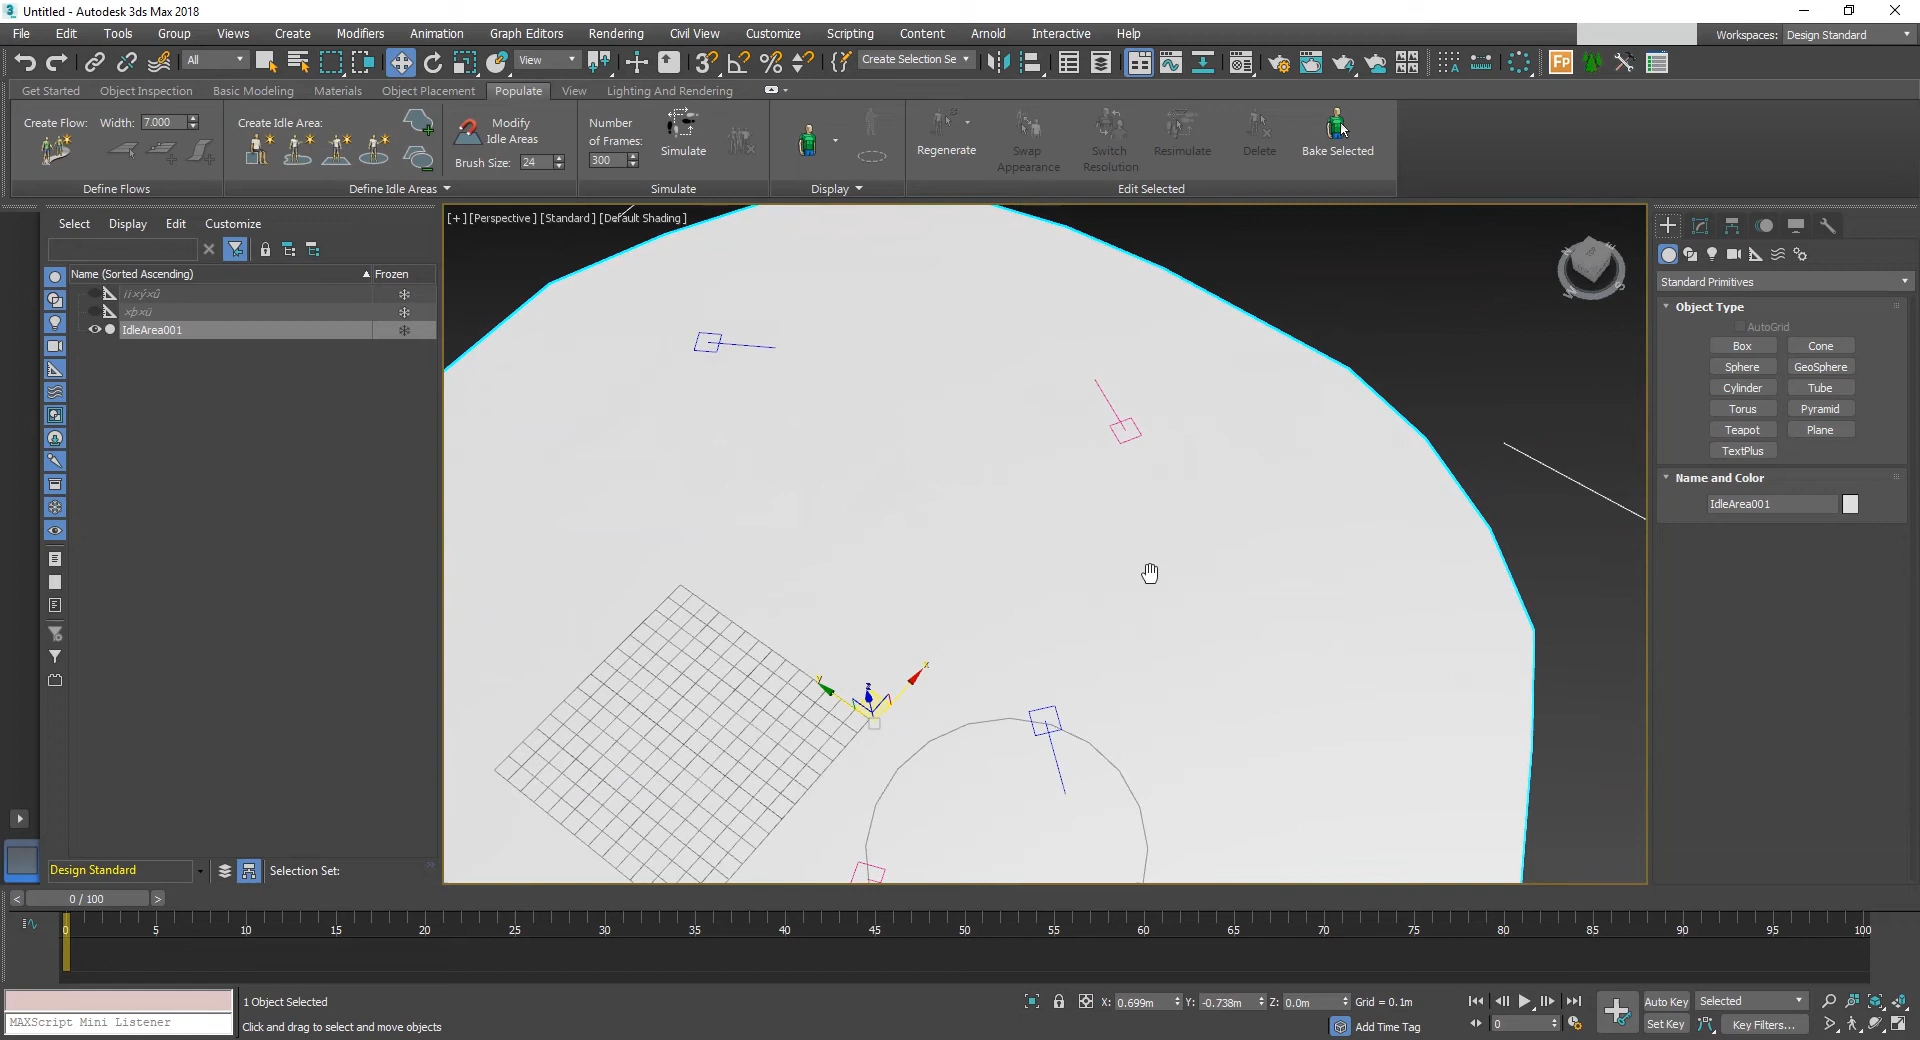 Untitled - Autodesk 3ds Max 2018
File Edit Tools Group Views Create Modifiers Animation Graph Editors Rendering Civil View Customize Scripting Content Arnold Interactive Help
Workspaces: Design Standard
All View Create Selection Se
Get Started Object Inspection Basic Modeling Materials Object Placement Populate View Lighting And Rendering
Create Flow: Width: 7.000
Create Idle Area:
Modify
Idle Areas
Brush Size: 24
Number
of Frames:
300
Simulate
Regenerate
Swap
Appearance
Switch
Resolution
Resimulate
Delete
Bake Selected
Define Flows Define Idle Areas Simulate Display Edit Selected
Select Display Edit Customize
Name (Sorted Ascending) Frozen
IdleArea001
[+] [Perspective] [Standard] [Default Shading]
Standard Primitives
Object Type
AutoGrid
Box Cone
Sphere GeoSphere
Cylinder Tube
Torus Pyramid
Teapot Plane
TextPlus
Name and Color
IdleArea001
x
y
z
Design Standard
Selection Set:
< 0 / 100 >
0 5 10 15 20 25 30 35 40 45 50 55 60 65 70 75 80 85 90 95 100
MAXScript Mini Listener
1 Object Selected
Click and drag to select and move objects
X: 0.699m Y: -0.738m Z: 0.0m Grid = 0.1m
Add Time Tag
0
Auto Key Selected
Set Key Key Filters...